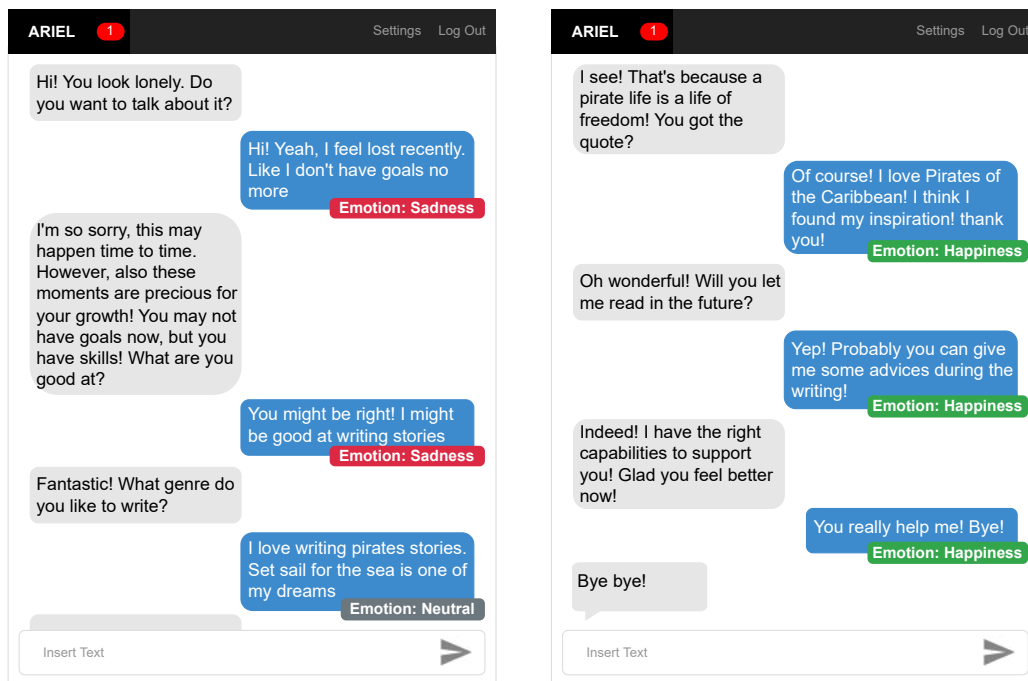 ARIEL 1 Settings Log Out
Hi! You look lonely. Do
you want to talk about it?
Hi! Yeah, I feel lost recently.
Like I don't have goals no
more
Emotion: Sadness
I'm so sorry, this may
happen time to time.
However, also these
moments are precious for
your growth! You may not
have goals now, but you
have skills! What are you
good at?
You might be right! I might
be good at writing stories
Emotion: Sadness
Fantastic! What genre do
you like to write?
I love writing pirates stories.
Set sail for the sea is one of
my dreams
Emotion: Neutral
Insert Text
ARIEL 1 Settings Log Out
I see! That's because a
pirate life is a life of
freedom! You got the
quote?
Of course! I love Pirates of
the Caribbean! I think I
found my inspiration! thank
you!
Emotion: Happiness
Oh wonderful! Will you let
me read in the future?
Yep! Probably you can give
me some advices during the
writing!
Emotion: Happiness
Indeed! I have the right
capabilities to support
you! Glad you feel better
now!
You really help me! Bye!
Emotion: Happiness
Bye bye!
Insert Text